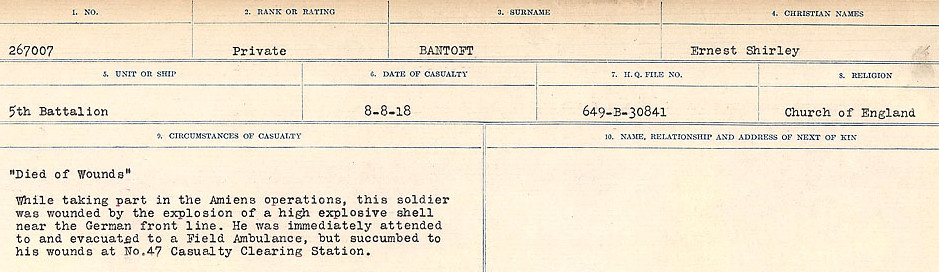 1. NO. 2. RANK OR RATING 3. SURNAME 4. CHRISTIAN NAMES
267007 Private BANTOFT Ernest Shirley
5. UNIT OR SHIP 6. DATE OF CASUALTY 7. H.Q. FILE NO. 8. RELIGION
5th Battalion 8-8-18 649-B-30841 Church of England
9. CIRCUMSTANCES OF CASUALTY 10. NAME, RELATIONSHIP AND ADDRESS OF NEXT OF KIN
"Died of Wounds"
While taking part in the Amiens operations, this soldier
was wounded by the explosion of a high explosive shell
near the German front line. He was immediately attended
to and evacuated to a Field Ambulance, but succumbed to
his wounds at No.47 Casualty Clearing Station.